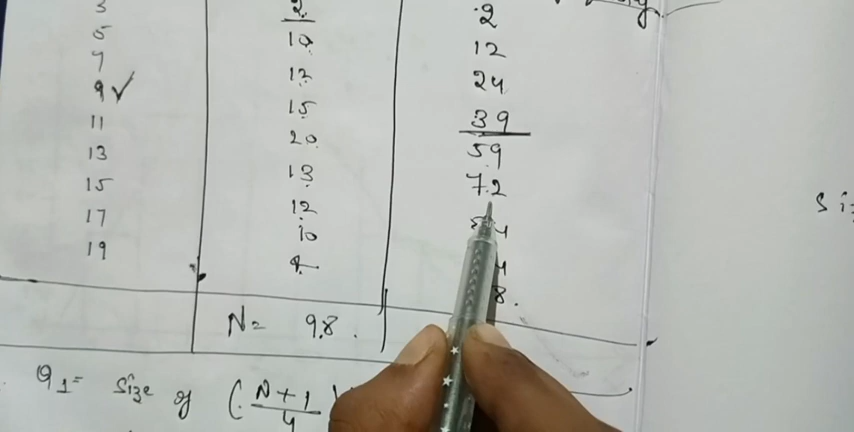 3 2 2
5 10 12
7 12 24
9 ✓ 15 39
11 20 59
13 13 72
15 12
17 10
19
N = 98.
Q1 = Size of (N+1
4